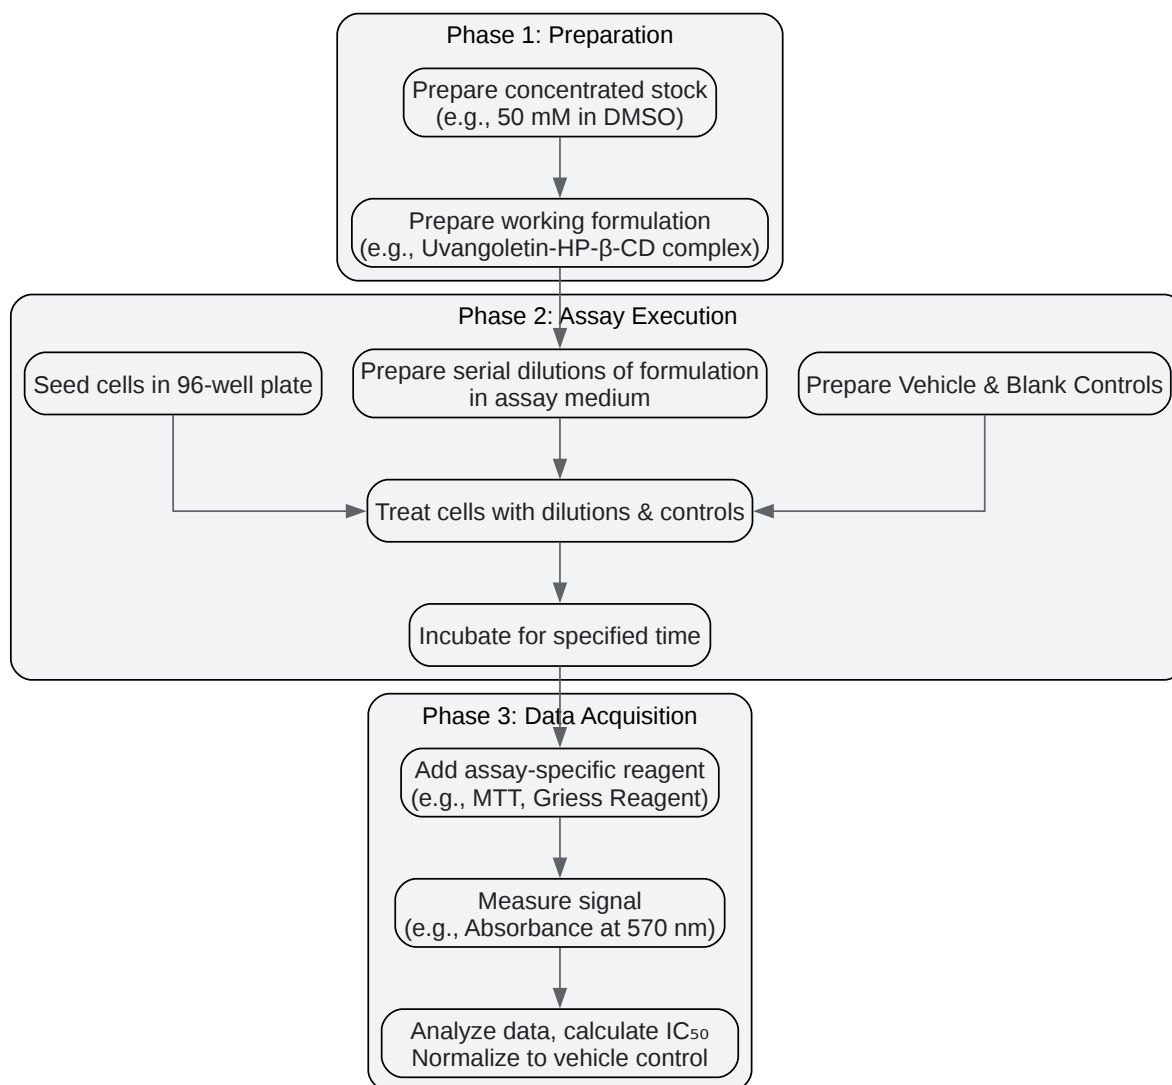 Phase 1: Preparation
Prepare concentrated stock
(e.g., 50 mM in DMSO)
Prepare working formulation
(e.g., Uvangoletin-HP-β-CD complex)
Phase 2: Assay Execution
Seed cells in 96-well plate
Prepare serial dilutions of formulation
in assay medium
Prepare Vehicle & Blank Controls
Treat cells with dilutions & controls
Incubate for specified time
Phase 3: Data Acquisition
Add assay-specific reagent
(e.g., MTT, Griess Reagent)
Measure signal
(e.g., Absorbance at 570 nm)
Analyze data, calculate IC₅₀
Normalize to vehicle control